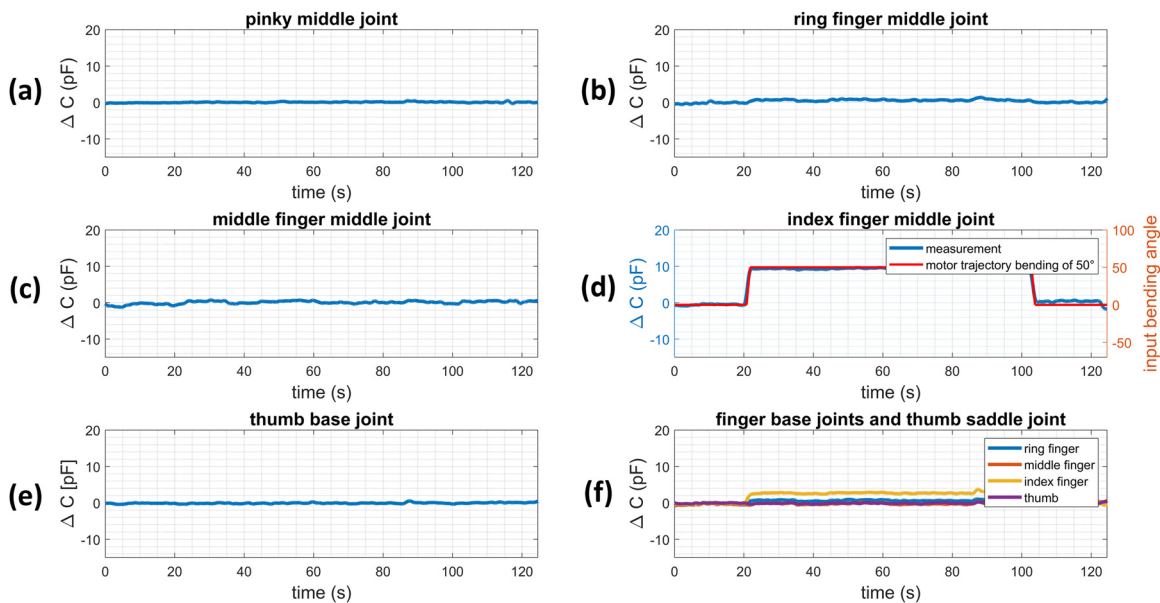 pinky middle joint
(a)
Δ C (pF)
20
10
0
-10
0 20 40 60 80 100 120
time (s)
ring finger middle joint
(b)
Δ C (pF)
20
10
0
-10
0 20 40 60 80 100 120
time (s)
middle finger middle joint
(c)
Δ C (pF)
20
10
0
-10
0 20 40 60 80 100 120
time (s)
index finger middle joint
(d)
Δ C (pF)
20
10
0
-10
measurement
motor trajectory bending of 50°
100
50
0
-50
input bending angle
0 20 40 60 80 100 120
time (s)
thumb base joint
(e)
Δ C [pF]
20
10
0
-10
0 20 40 60 80 100 120
time (s)
finger base joints and thumb saddle joint
(f)
Δ C (pF)
20
10
0
-10
ring finger
middle finger
index finger
thumb
0 20 40 60 80 100 120
time (s)